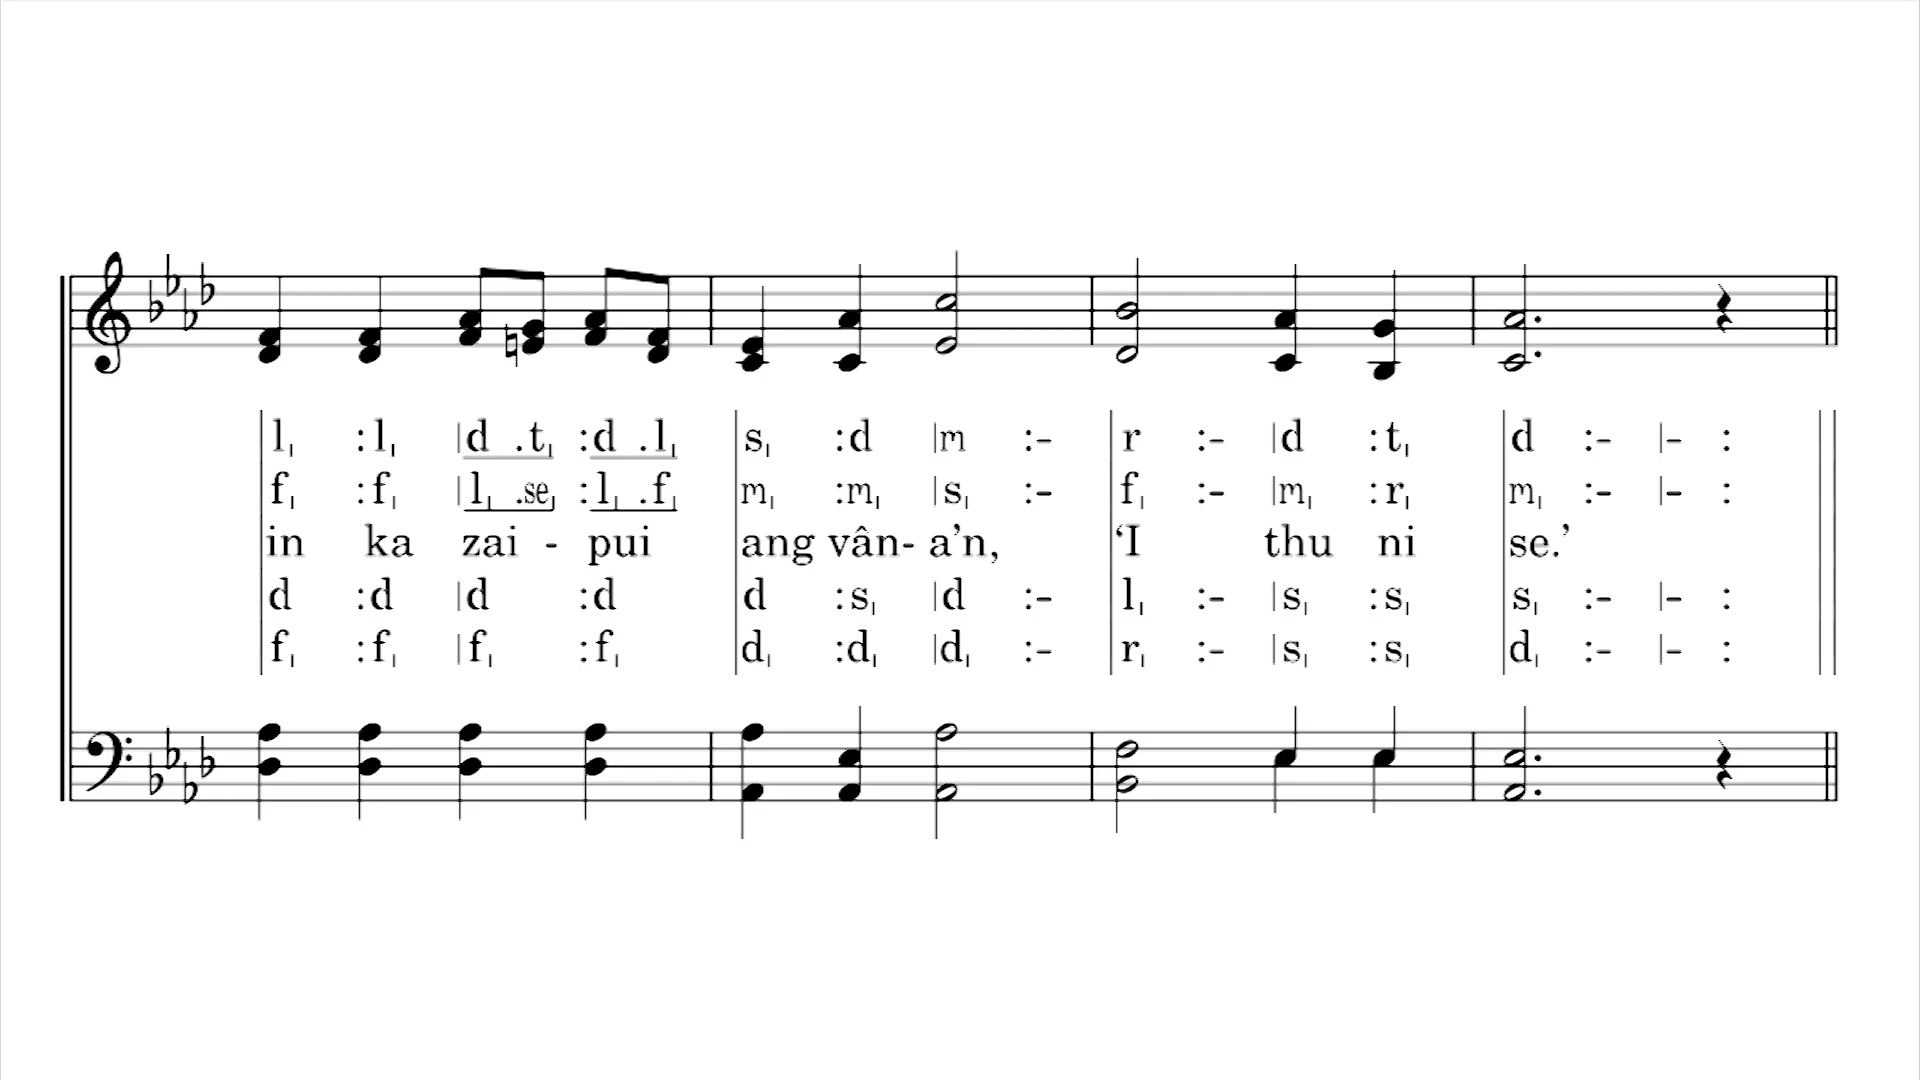 l, :l, |d .t, :d .l, s, :d |m :- r :- |d :t, d :- |- :
f, :f, |l, .se, :l, .f, m, :m, |s, :- f, :- |m, :r, m, :- |- :
in ka zai - pui ang vân- a’n, ‘I thu ni se.’
d :d |d :d d :s, |d :- l, :- |s, :s, s, :- |- :
f, :f, |f, :f, d, :d, |d, :- r, :- |s, :s, d, :- |- :